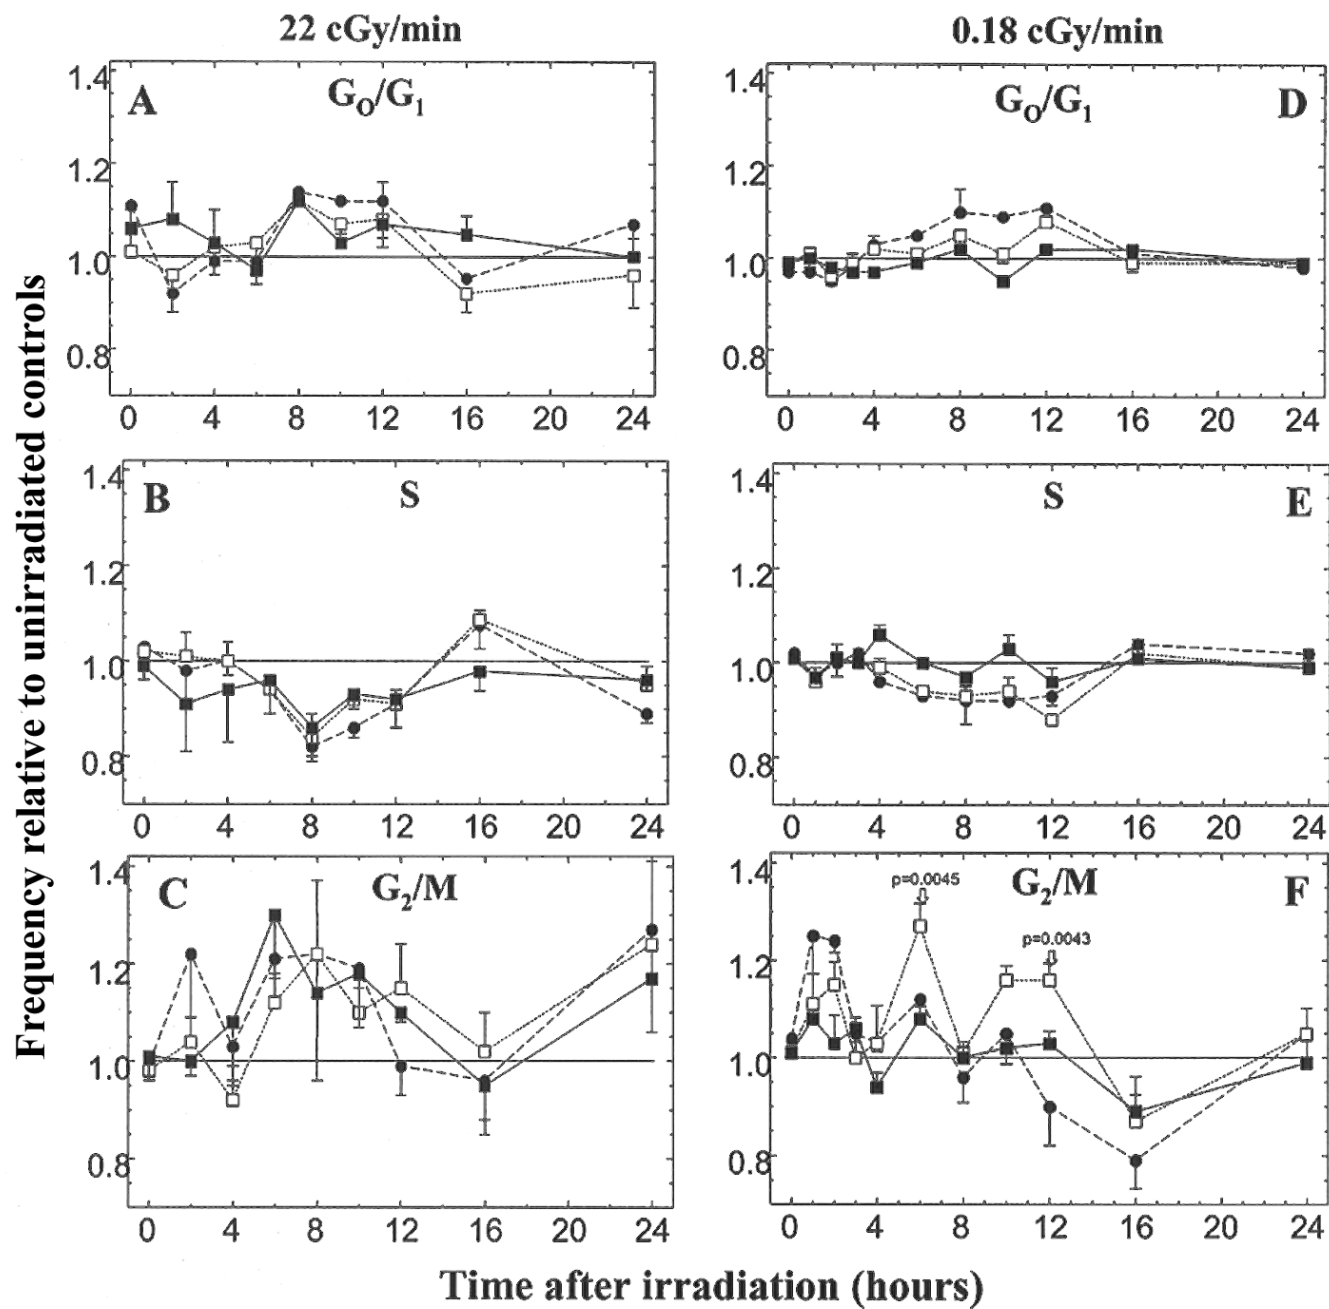 22 cGy/min
0.18 cGy/min
Frequency relative to unirradiated controls
A
G₀/G₁
1.4
1.2
1.0
0.8
0 4 8 12 16 20 24
G₀/G₁
D
1.4
1.2
1.0
0.8
0 4 8 12 16 20 24
B
S
1.4
1.2
1.0
0.8
0 4 8 12 16 20 24
S
E
1.4
1.2
1.0
0.8
0 4 8 12 16 20 24
C
G₂/M
1.4
1.2
1.0
0.8
0 4 8 12 16 20 24
p=0.0045
G₂/M
F
p=0.0043
1.4
1.2
1.0
0.8
0 4 8 12 16 20 24
Time after irradiation (hours)